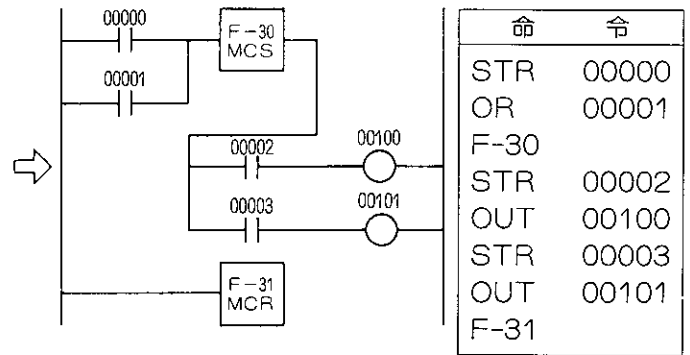 00000
F-30
MCS
00001
00002
00100
00003
00101
F-31
MCR
命 令
STR 00000
OR 00001
F-30
STR 00002
OUT 00100
STR 00003
OUT 00101
F-31